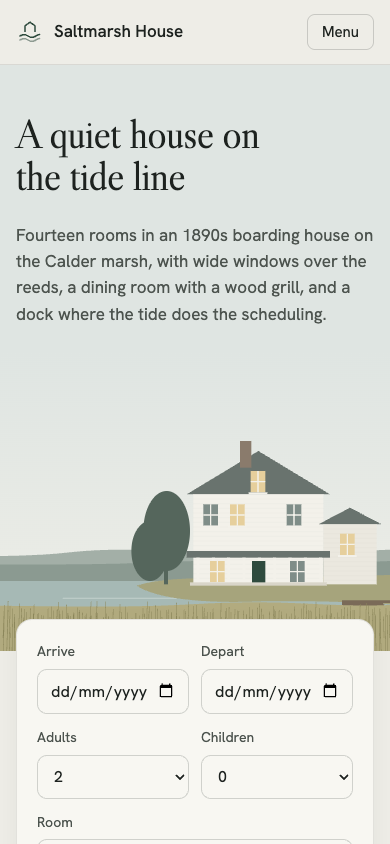 Saltmarsh House
Menu
A quiet house on
the tide line
Fourteen rooms in an 1890s boarding house on
the Calder marsh, with wide windows over the
reeds, a dining room with a wood grill, and a
dock where the tide does the scheduling.
Arrive
Depart
dd/mm/yyyy
dd/mm/yyyy
Adults
Children
2
0
Room